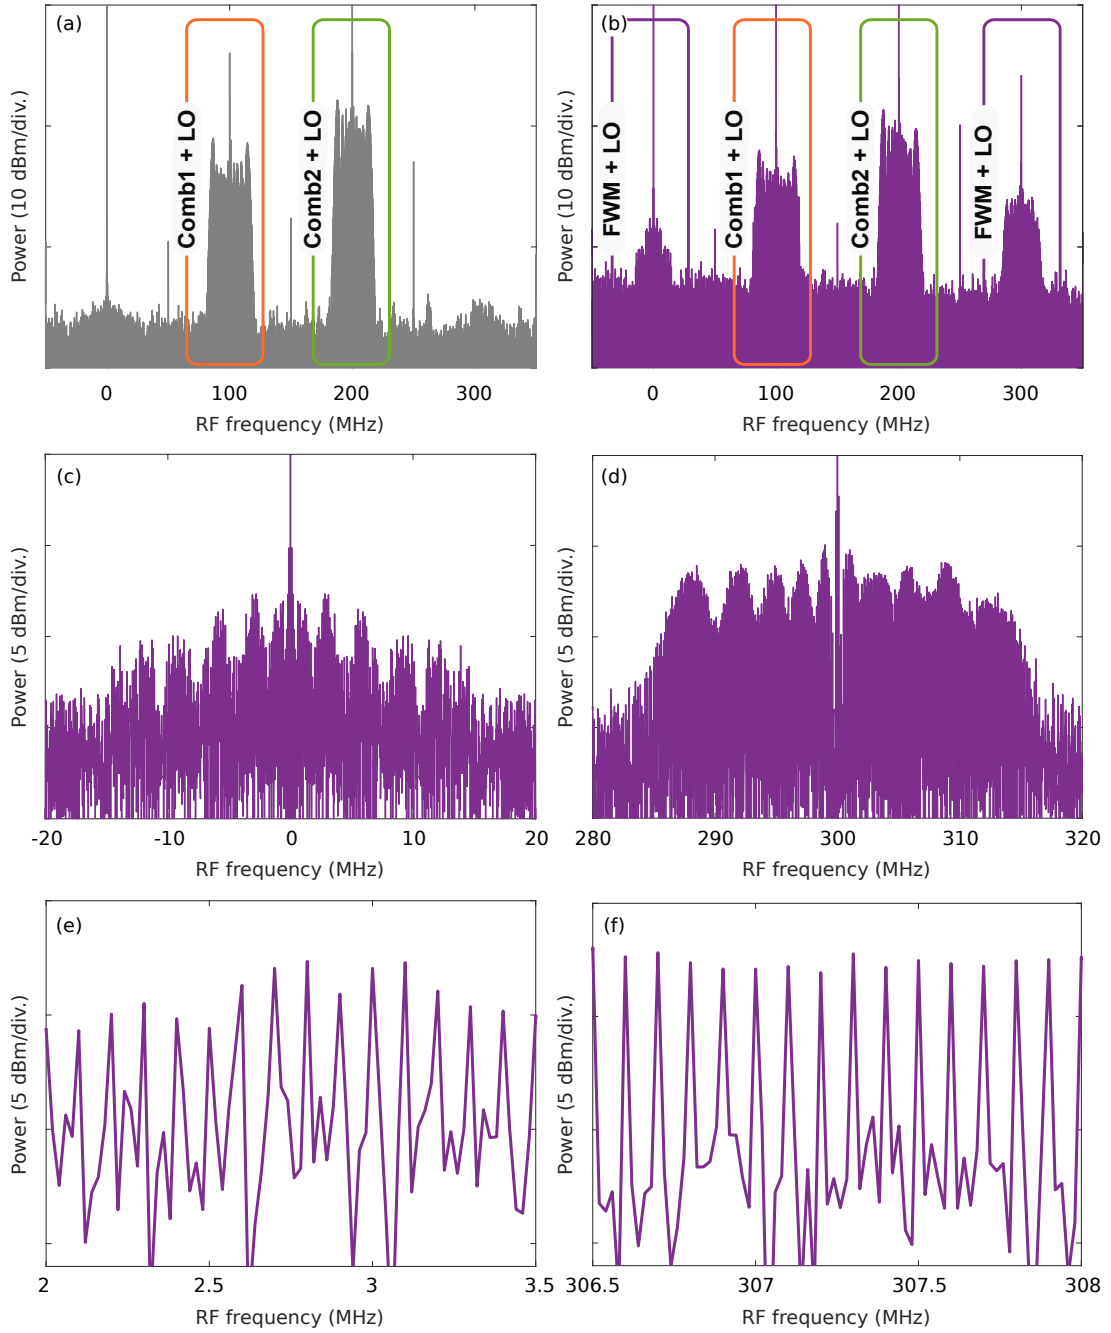 (a)
Comb1 + LO
Comb2 + LO
Power (10 dBm/div.)
0
100
200
300
RF frequency (MHz)
(b)
FWM + LO
Comb1 + LO
Comb2 + LO
FWM + LO
Power (10 dBm/div.)
0
100
200
300
RF frequency (MHz)
(c)
Power (5 dBm/div.)
-20
-10
0
10
20
RF frequency (MHz)
(d)
Power (5 dBm/div.)
280
290
300
310
320
RF frequency (MHz)
(e)
Power (5 dBm/div.)
2
2.5
3
3.5
RF frequency (MHz)
(f)
Power (5 dBm/div.)
306.5
307
307.5
308
RF frequency (MHz)